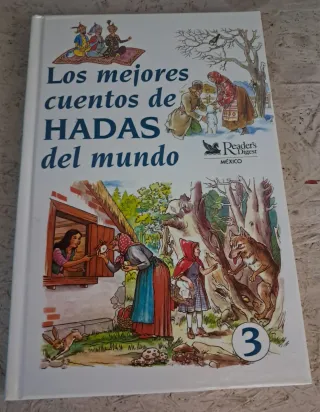 Los mejores
cuentos de
HADAS
del mundo
Reader's
Digest
MÉXICO
3